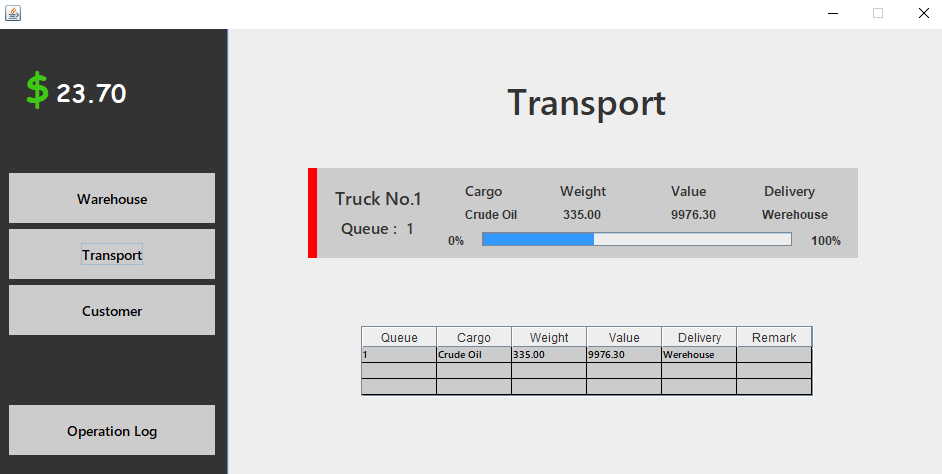 $ 23.70
Warehouse
Transport
Customer
Operation Log
Transport
Truck No.1
Queue : 1
Cargo Weight Value Delivery
Crude Oil 335.00 9976.30 Werehouse
0% 100%
Queue Cargo Weight Value Delivery Remark
1 Crude Oil 335.00 9976.30 Werehouse